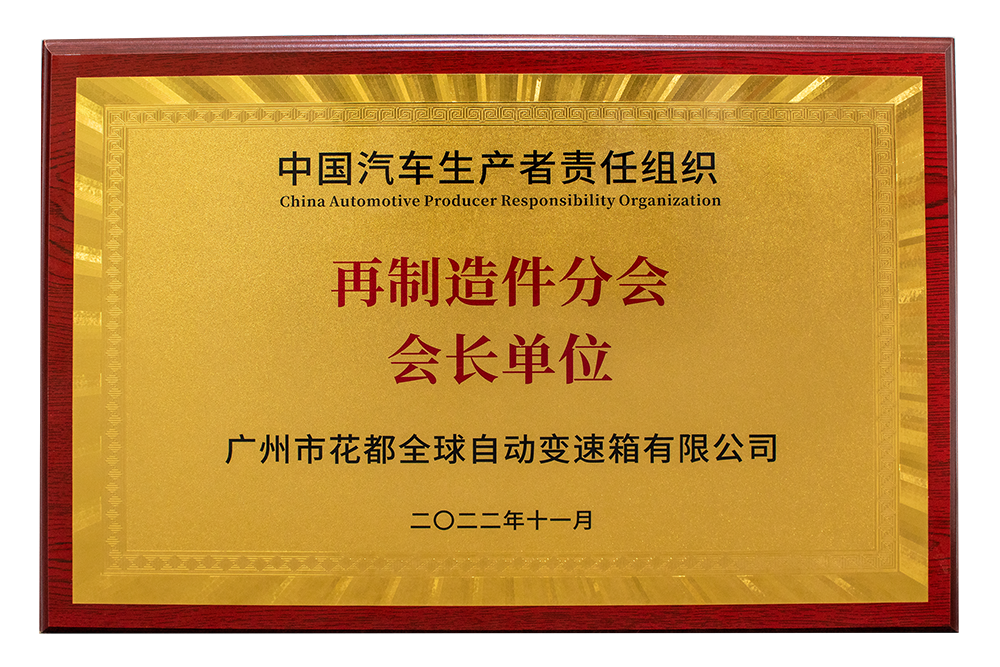 中国汽车生产者责任组织
China Automotive Producer Responsibility Organization
再制造件分会
会长单位
广州市花都全球自动变速箱有限公司
二〇二二年十一月